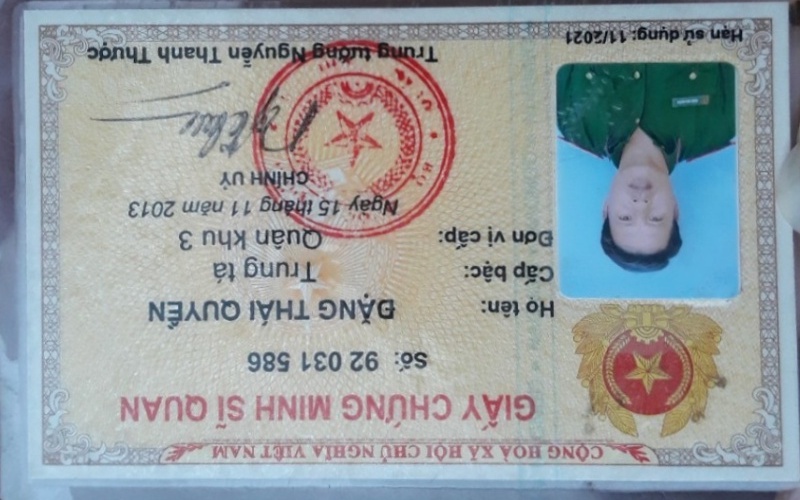 CỘNG HOÀ XÃ HỘI CHỦ NGHĨA VIỆT NAM
GIẤY CHỨNG MINH SĨ QUAN
Số: 92 031 586
Họ tên: ĐẶNG THÁI QUYỀN
Cấp bậc: Trung tá
Đơn vị cấp: Quân khu 3
Ngày 15 tháng 11 năm 2013
CHÍNH UỶ
Trung tướng Nguyễn Thanh Thược
Hạn sử dụng: 11/2021